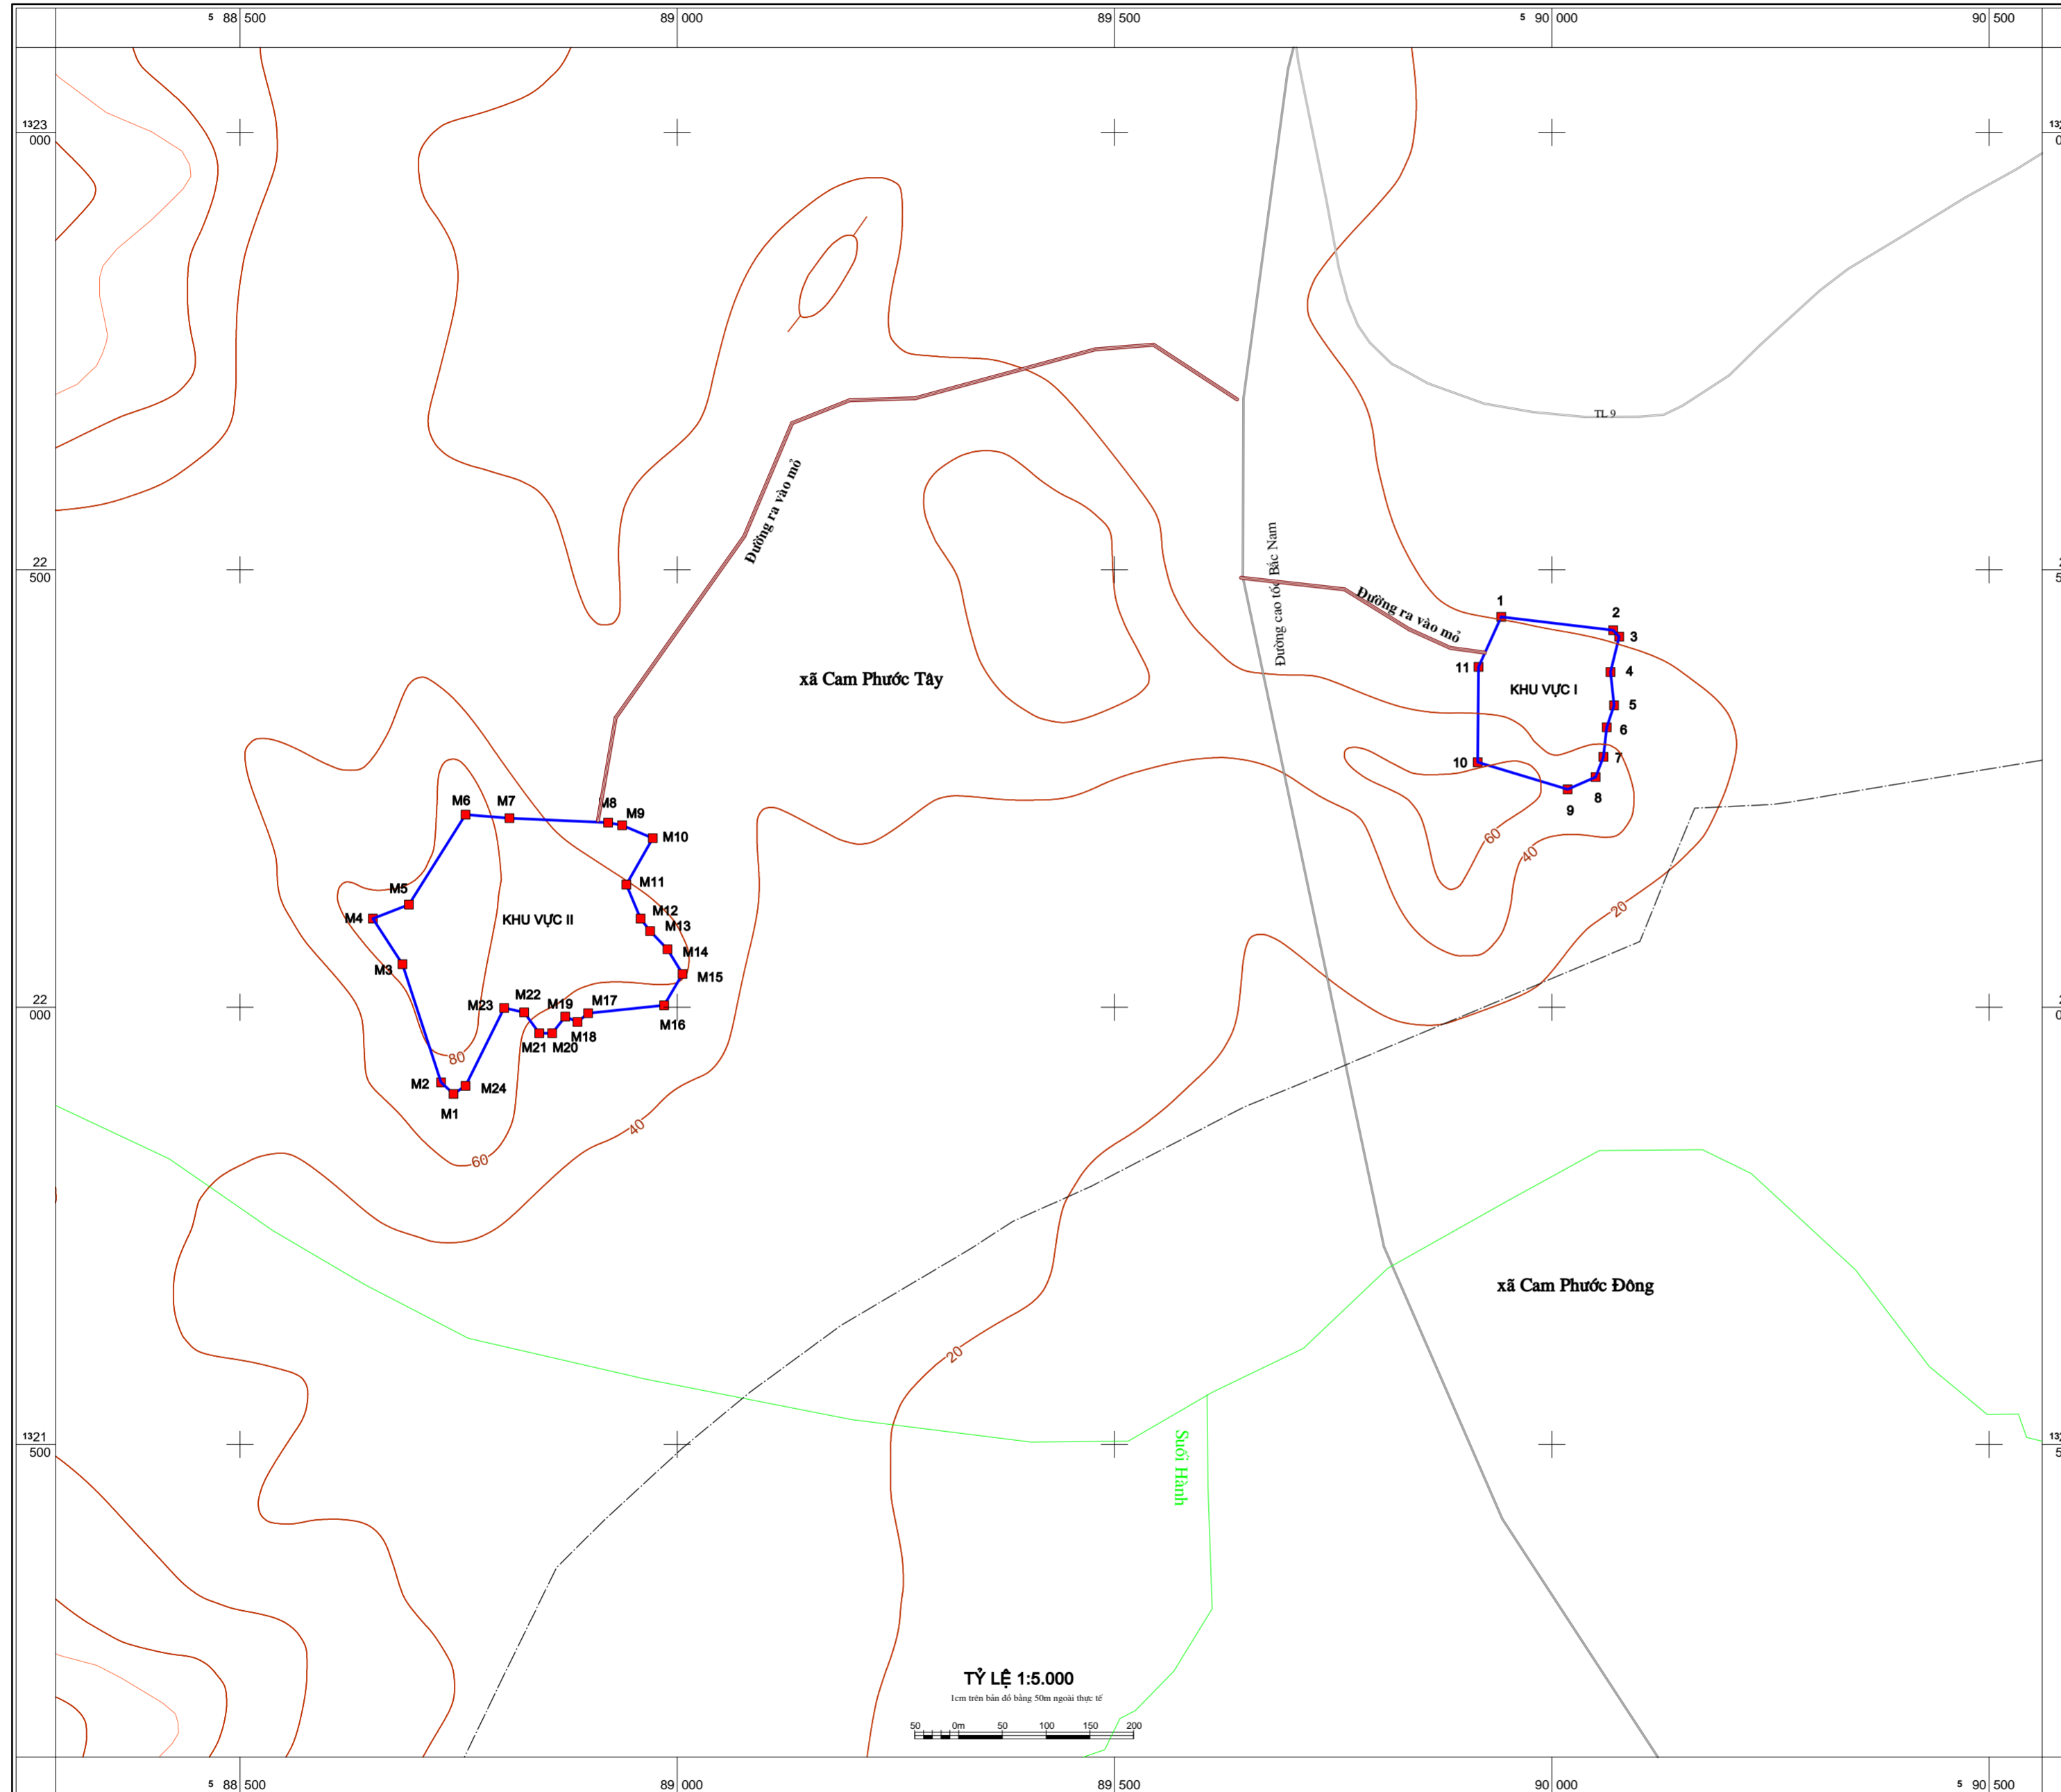 5 88 500
89 000
89 500
5 90 000
90 500
1323
000
TL 9
Đường ra vào mỏ
22
500
Đường cao tốc Bắc Nam
Đường ra vào mỏ
1
2
3
4
5
6
7
8
9
10
11
KHU VỰC I
xã Cam Phước Tây
M6
M7
M8
M9
M10
M11
M5
M4
KHU VỰC II
M12
M13
M14
M3
M15
M23
M22
M19
M17
M16
M18
M21
M20
M2
M24
M1
22
000
60
40
20
80
40
60
20
xã Cam Phước Đông
Suối Hành
1321
500
TỶ LỆ 1:5.000
1cm trên bản đồ bằng 50m ngoài thực tế
50 0m 50 100 150 200
5 88 500
89 000
89 500
90 000
5 90 500